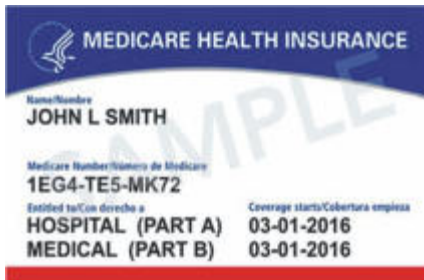 MEDICARE HEALTH INSURANCE
SAMPLE
Name/Nombre
JOHN L SMITH
Medicare Number/Número de Medicare
1EG4-TE5-MK72
Entitled to/Con derecho a
Coverage starts/Cobertura empieza
HOSPITAL (PART A) 03-01-2016
MEDICAL (PART B) 03-01-2016